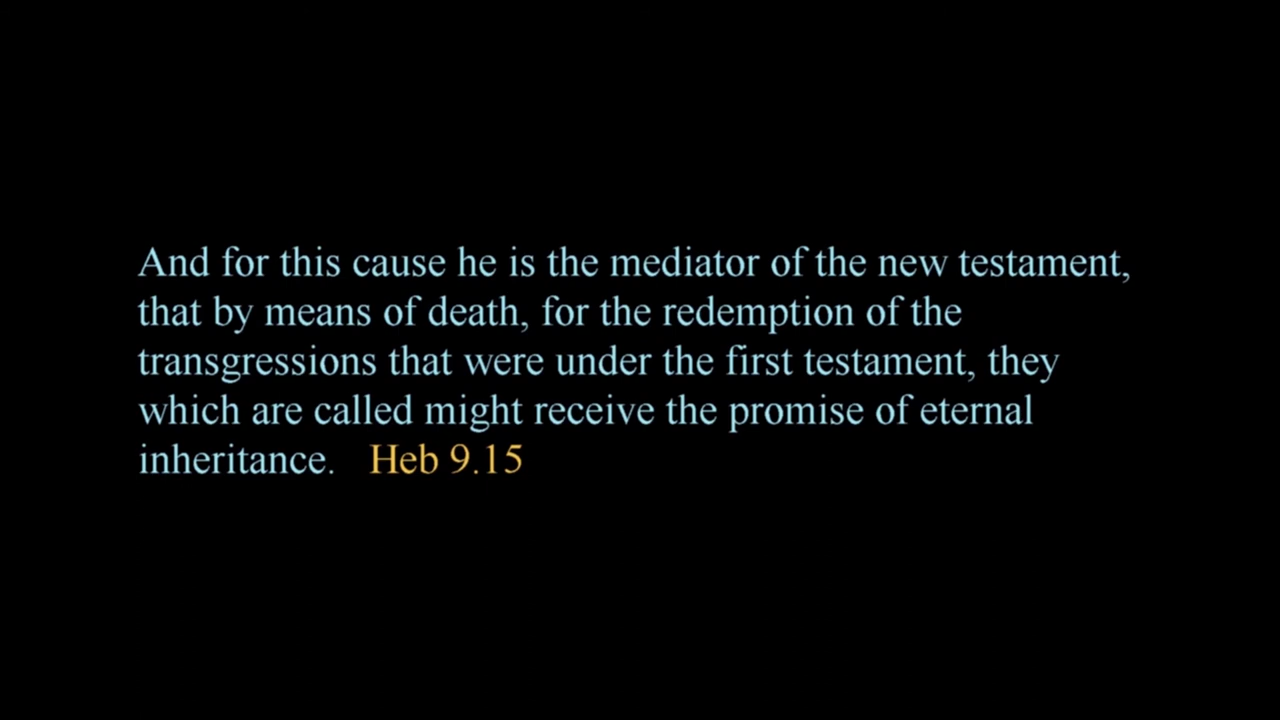 And for this cause he is the mediator of the new testament,
that by means of death, for the redemption of the
transgressions that were under the first testament, they
which are called might receive the promise of eternal
inheritance. Heb 9.15